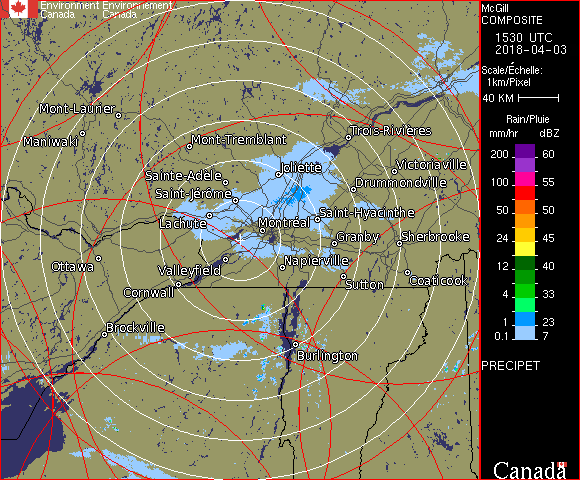 Environment Environnement
Canada Canada
Mont-Laurier
Maniwaki
Mont-Tremblant
Trois-Rivières
Sainte-Adèle
Joliette
Victoriaville
Saint-Jérôme
Drummondville
Lachute
Montréal
Saint-Hyacinthe
Granby
Sherbrooke
Ottawa
Valleyfield
Napierville
Cornwall
Sutton
Coaticook
Brockville
Burlington
McGill
COMPOSITE
1530 UTC
2018-04-03
Scale/Échelle:
1km/Pixel
40 KM
Rain/Pluie
mm/hr dBZ
200 60
100 55
50 50
24 45
12 40
4 33
1 23
0.1 7
PRECIPET
Canada